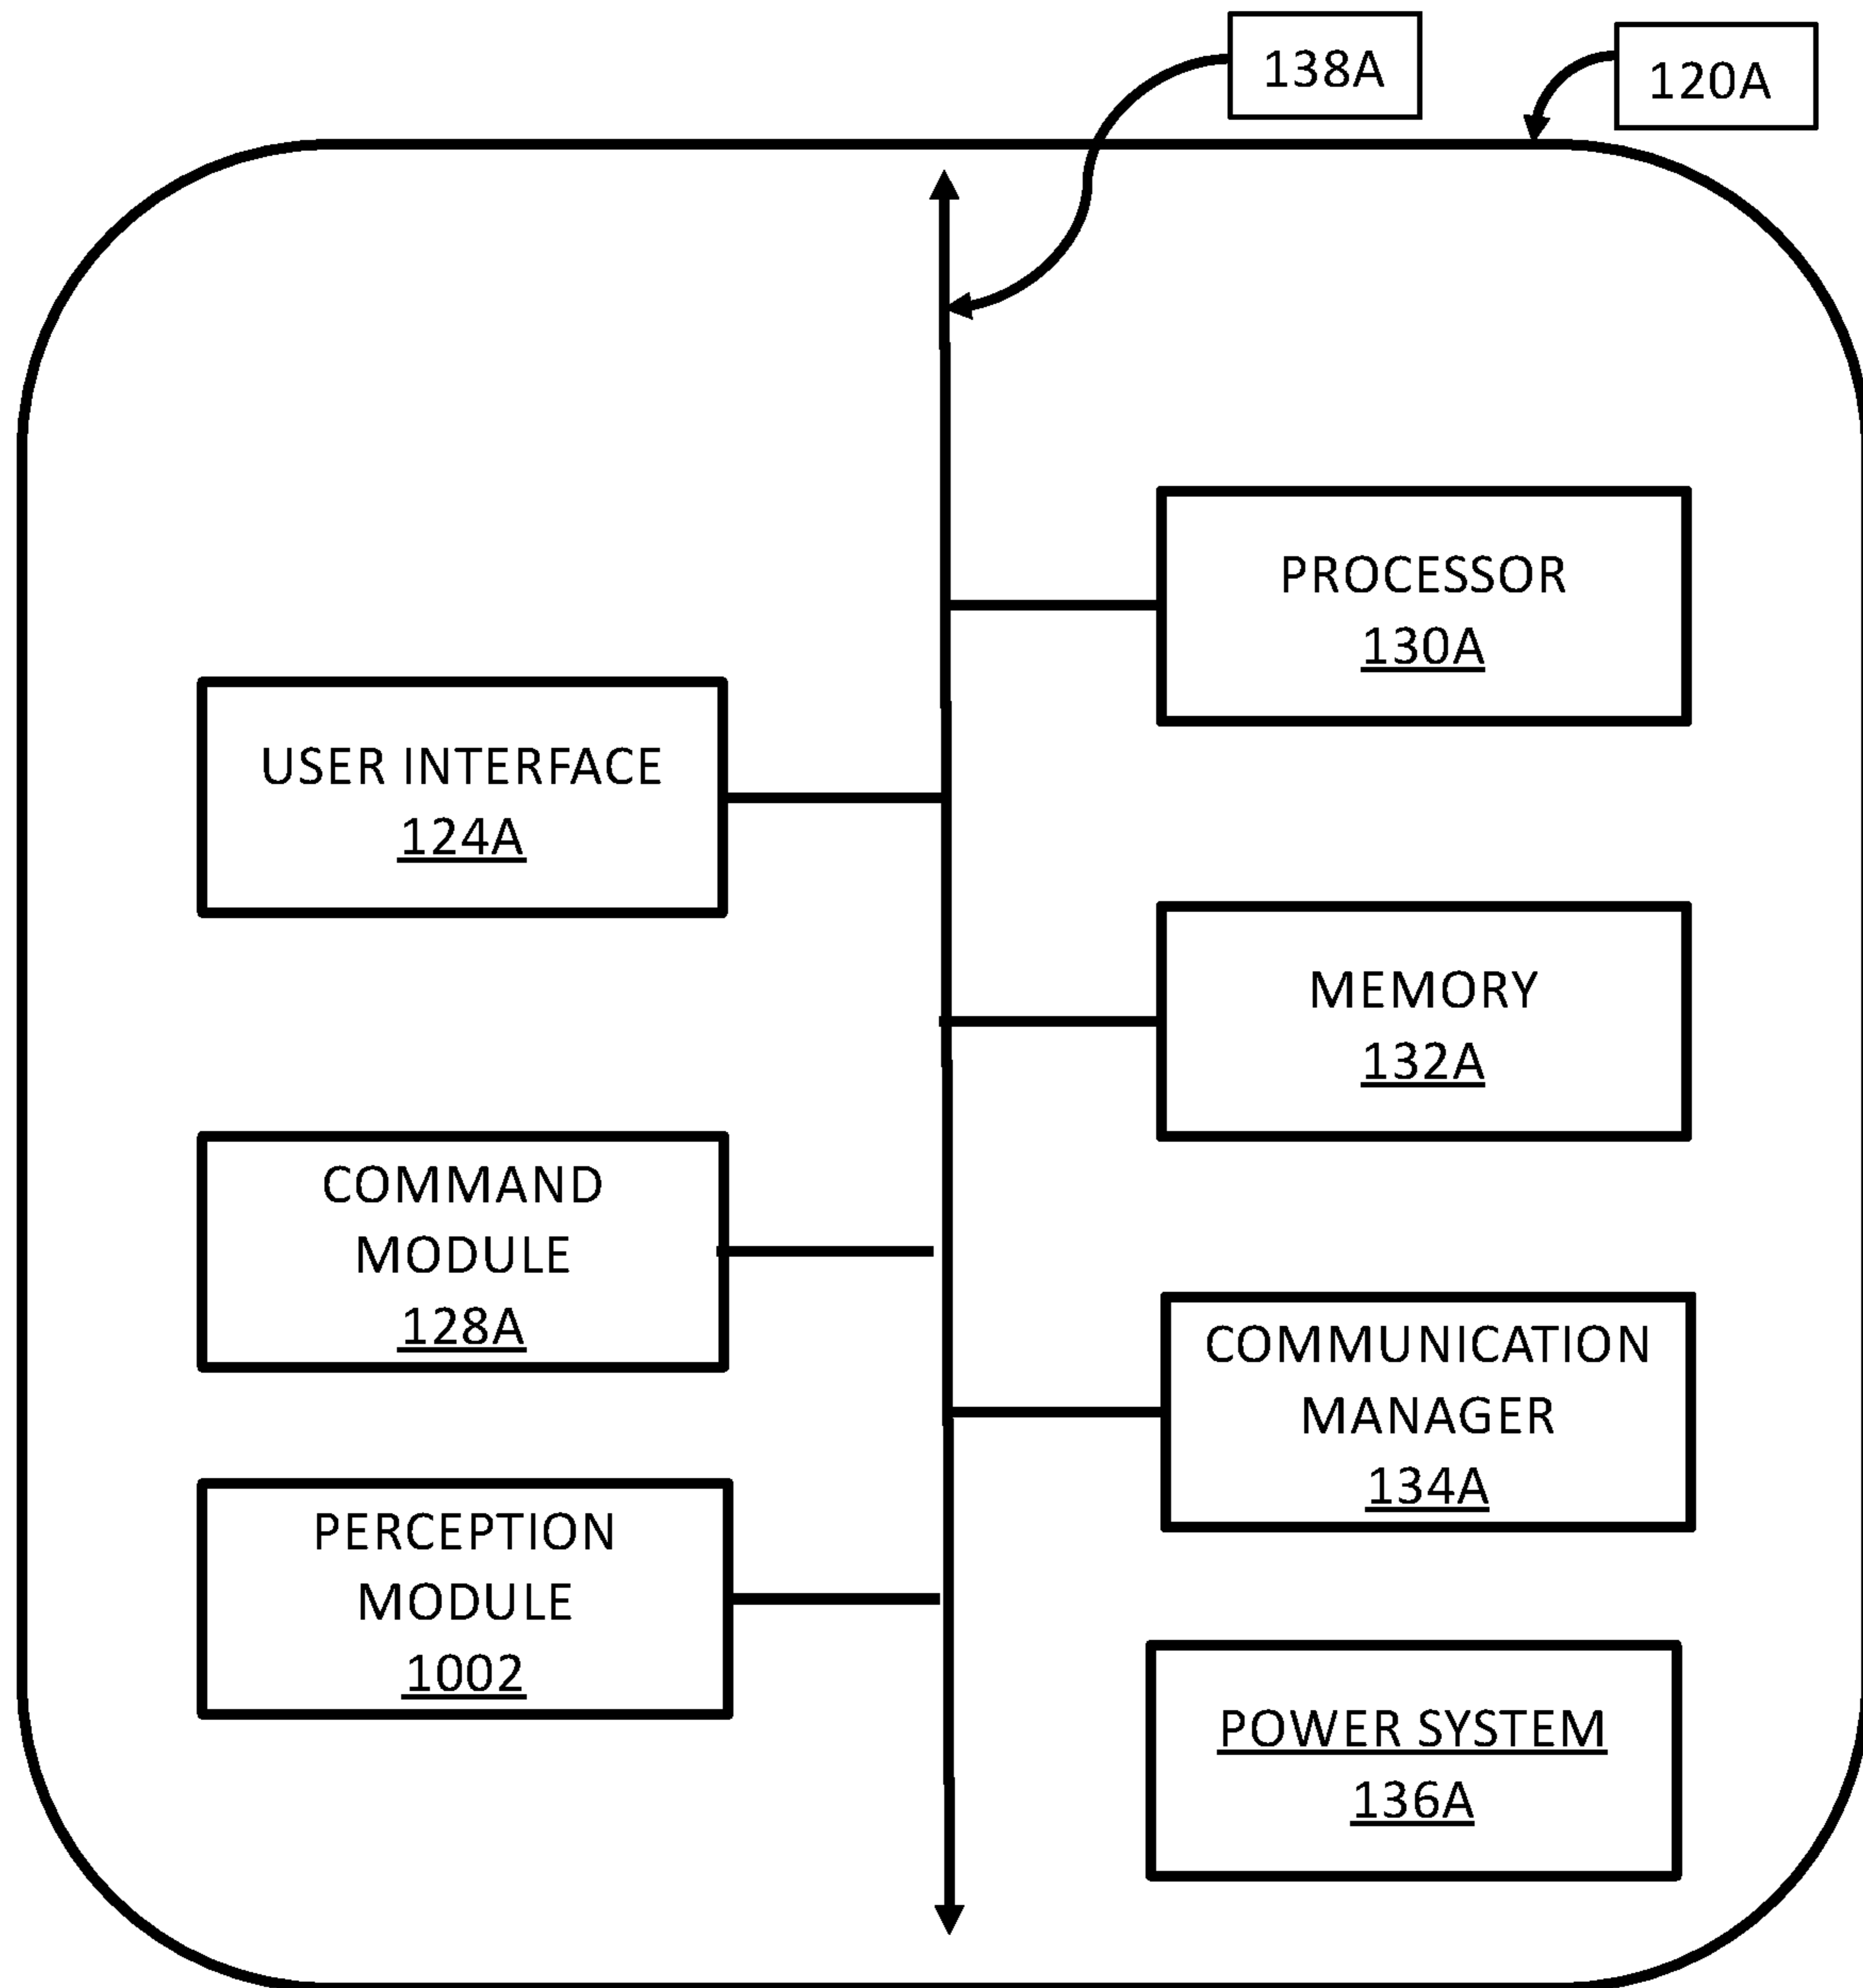 138A
120A
PROCESSOR
130A
USER INTERFACE
124A
MEMORY
132A
COMMAND
MODULE
128A
COMMUNICATION
MANAGER
134A
PERCEPTION
MODULE
1002
POWER SYSTEM
136A